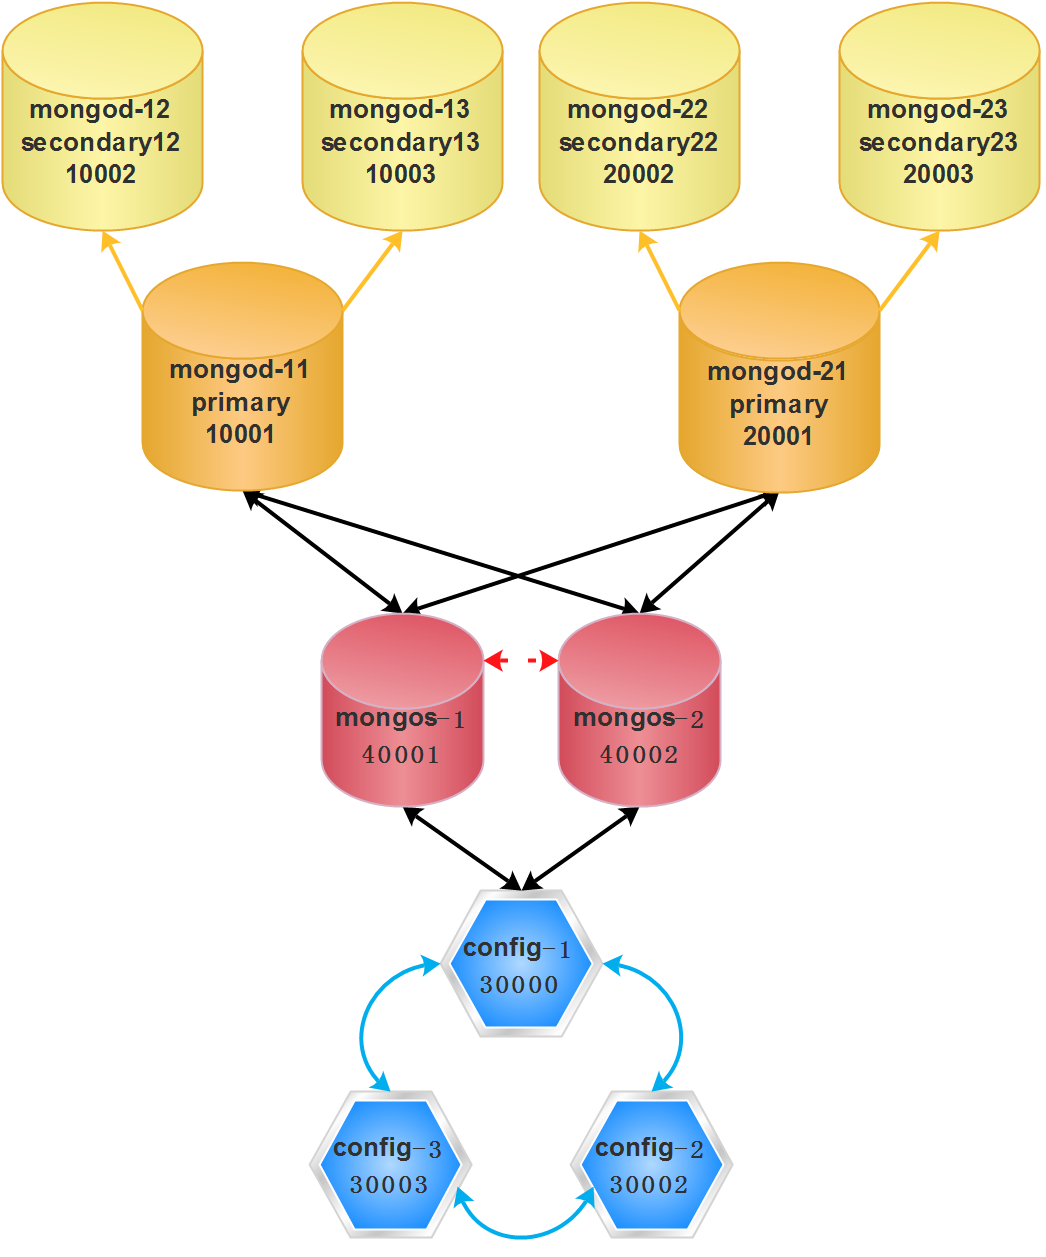 mongod-12
secondary12
10002
mongod-13
secondary13
10003
mongod-22
secondary22
20002
mongod-23
secondary23
20003
mongod-11
primary
10001
mongod-21
primary
20001
mongos-1
40001
mongos-2
40002
config-1
30000
config-3
30003
config-2
30002